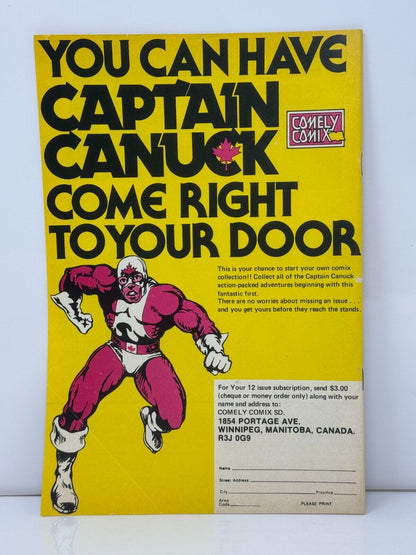 YOU CAN HAVE
CAPTAIN
CANUCK
COMELY
COMIX
COME RIGHT
TO YOUR DOOR
This is your chance to start your own comix
collection!! Collect all of the Captain Canuck
action-packed adventures beginning with this
fantastic first.
There are no worries about missing an issue . . .
and you get yours before they reach the stands.
For Your 12 issue subscription, send $3.00
(cheque or money order only) along with your
name and address to:
COMELY COMIX SD.
1854 PORTAGE AVE.
WINNIPEG, MANITOBA, CANADA.
R3J 0G9
Name
Street Address
City Province
Area
Code PLEASE PRINT